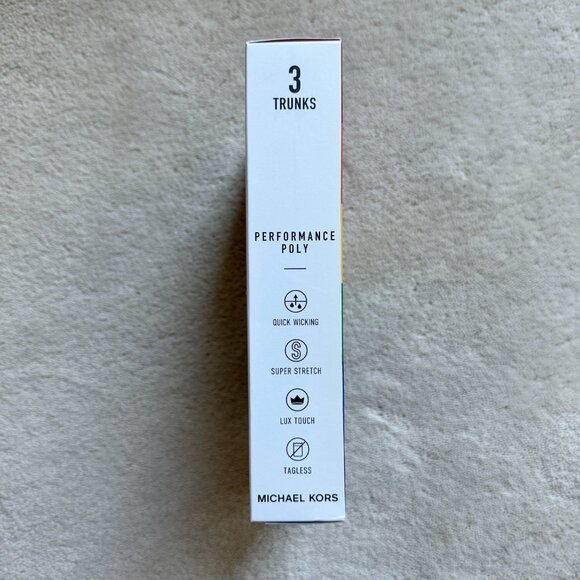 3
TRUNKS
PERFORMANCE
POLY
QUICK WICKING
S
SUPER STRETCH
LUX TOUCH
TAGLESS
MICHAEL KORS